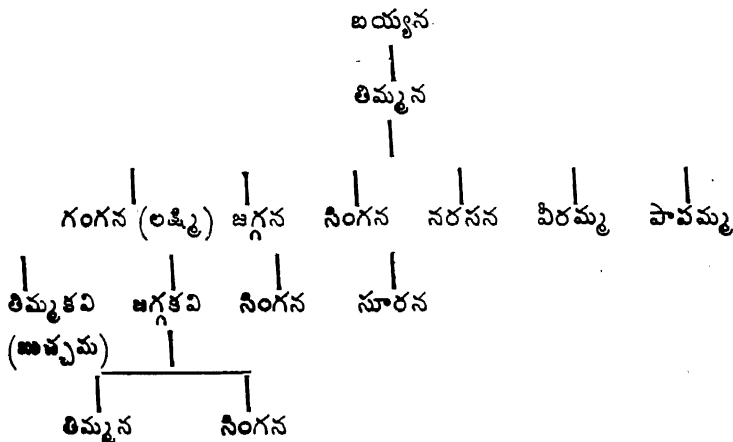 బయ్యన
తిమ్మన
గంగన (లక్ష్మి) జగ్గన సింగన నరసన వీరమ్మ పాపమ్మ
తిమ్మకవి జగ్గకవి సింగన సూరన
(బుచ్చమ)
తిమ్మన సింగన